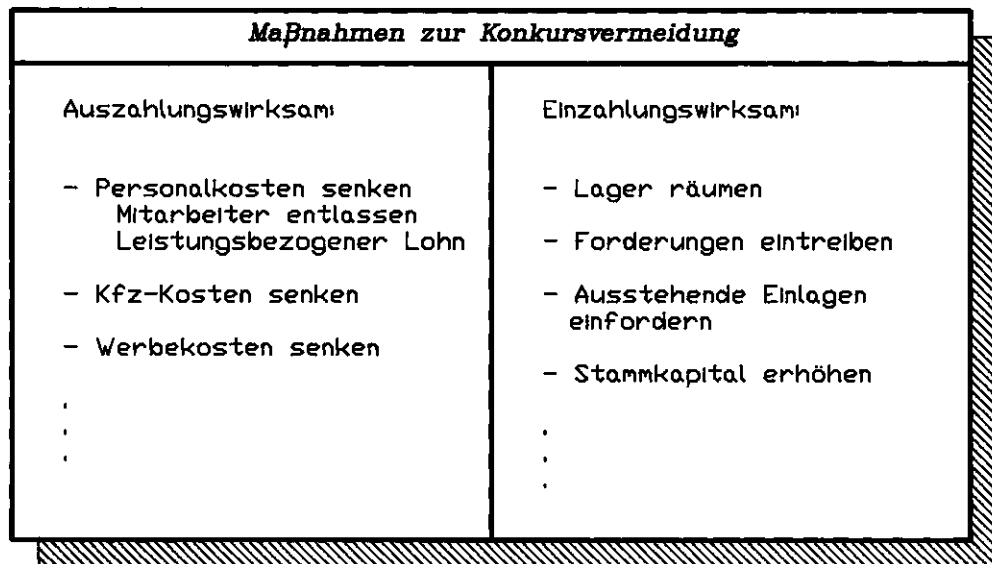 Maßnahmen zur Konkursvermeidung
Auszahlungswirksam:
- Personalkosten senken
Mitarbeiter entlassen
Leistungsbezogener Lohn
- Kfz-Kosten senken
- Werbekosten senken
.
.
.
Einzahlungswirksam:
- Lager räumen
- Forderungen eintreiben
- Ausstehende Einlagen
einfordern
- Stammkapital erhöhen
.
.
.